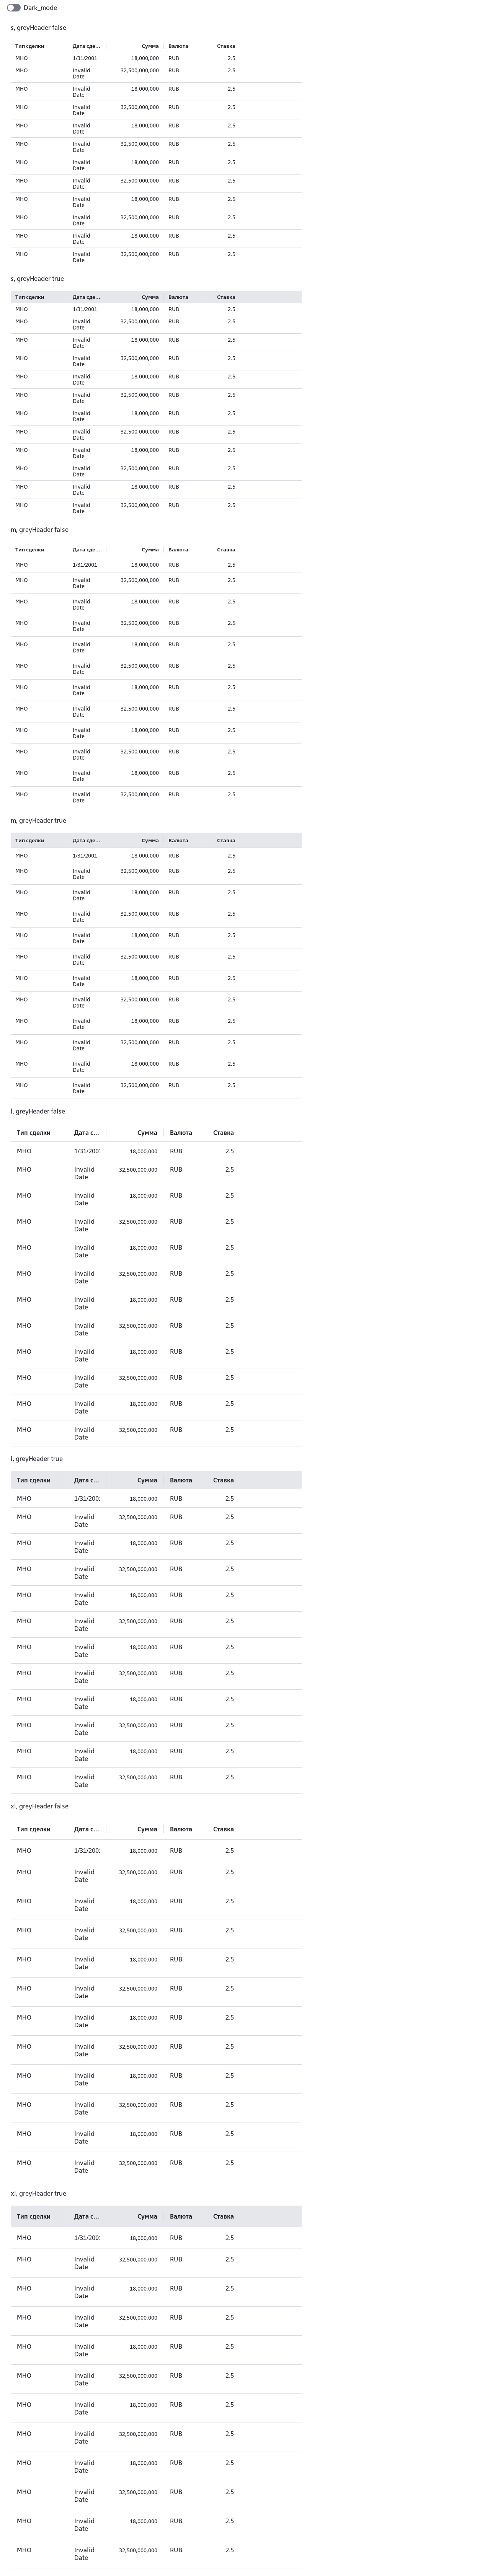 Dark_mode
s, greyHeader false
Тип сделки Дата сде... Сумма Валюта Ставка
МНО 1/31/2001 18,000,000 RUB 2.5
МНО Invalid 32,500,000,000 RUB 2.5
Date
МНО Invalid 18,000,000 RUB 2.5
Date
МНО Invalid 32,500,000,000 RUB 2.5
Date
МНО Invalid 18,000,000 RUB 2.5
Date
МНО Invalid 32,500,000,000 RUB 2.5
Date
МНО Invalid 18,000,000 RUB 2.5
Date
МНО Invalid 32,500,000,000 RUB 2.5
Date
МНО Invalid 18,000,000 RUB 2.5
Date
МНО Invalid 32,500,000,000 RUB 2.5
Date
МНО Invalid 18,000,000 RUB 2.5
Date
МНО Invalid 32,500,000,000 RUB 2.5
Date
s, greyHeader true
Тип сделки Дата сде... Сумма Валюта Ставка
МНО 1/31/2001 18,000,000 RUB 2.5
МНО Invalid 32,500,000,000 RUB 2.5
Date
МНО Invalid 18,000,000 RUB 2.5
Date
МНО Invalid 32,500,000,000 RUB 2.5
Date
МНО Invalid 18,000,000 RUB 2.5
Date
МНО Invalid 32,500,000,000 RUB 2.5
Date
МНО Invalid 18,000,000 RUB 2.5
Date
МНО Invalid 32,500,000,000 RUB 2.5
Date
МНО Invalid 18,000,000 RUB 2.5
Date
МНО Invalid 32,500,000,000 RUB 2.5
Date
МНО Invalid 18,000,000 RUB 2.5
Date
МНО Invalid 32,500,000,000 RUB 2.5
Date
m, greyHeader false
Тип сделки Дата сде... Сумма Валюта Ставка
МНО 1/31/2001 18,000,000 RUB 2.5
МНО Invalid 32,500,000,000 RUB 2.5
Date
МНО Invalid 18,000,000 RUB 2.5
Date
МНО Invalid 32,500,000,000 RUB 2.5
Date
МНО Invalid 18,000,000 RUB 2.5
Date
МНО Invalid 32,500,000,000 RUB 2.5
Date
МНО Invalid 18,000,000 RUB 2.5
Date
МНО Invalid 32,500,000,000 RUB 2.5
Date
МНО Invalid 18,000,000 RUB 2.5
Date
МНО Invalid 32,500,000,000 RUB 2.5
Date
МНО Invalid 18,000,000 RUB 2.5
Date
МНО Invalid 32,500,000,000 RUB 2.5
Date
m, greyHeader true
Тип сделки Дата сде... Сумма Валюта Ставка
МНО 1/31/2001 18,000,000 RUB 2.5
МНО Invalid 32,500,000,000 RUB 2.5
Date
МНО Invalid 18,000,000 RUB 2.5
Date
МНО Invalid 32,500,000,000 RUB 2.5
Date
МНО Invalid 18,000,000 RUB 2.5
Date
МНО Invalid 32,500,000,000 RUB 2.5
Date
МНО Invalid 18,000,000 RUB 2.5
Date
МНО Invalid 32,500,000,000 RUB 2.5
Date
МНО Invalid 18,000,000 RUB 2.5
Date
МНО Invalid 32,500,000,000 RUB 2.5
Date
МНО Invalid 18,000,000 RUB 2.5
Date
МНО Invalid 32,500,000,000 RUB 2.5
Date
l, greyHeader false
Тип сделки Дата с... Сумма Валюта Ставка
МНО 1/31/200 18,000,000 RUB 2.5
МНО Invalid 32,500,000,000 RUB 2.5
Date
МНО Invalid 18,000,000 RUB 2.5
Date
МНО Invalid 32,500,000,000 RUB 2.5
Date
МНО Invalid 18,000,000 RUB 2.5
Date
МНО Invalid 32,500,000,000 RUB 2.5
Date
МНО Invalid 18,000,000 RUB 2.5
Date
МНО Invalid 32,500,000,000 RUB 2.5
Date
МНО Invalid 18,000,000 RUB 2.5
Date
МНО Invalid 32,500,000,000 RUB 2.5
Date
МНО Invalid 18,000,000 RUB 2.5
Date
МНО Invalid 32,500,000,000 RUB 2.5
Date
l, greyHeader true
Тип сделки Дата с... Сумма Валюта Ставка
МНО 1/31/200 18,000,000 RUB 2.5
МНО Invalid 32,500,000,000 RUB 2.5
Date
МНО Invalid 18,000,000 RUB 2.5
Date
МНО Invalid 32,500,000,000 RUB 2.5
Date
МНО Invalid 18,000,000 RUB 2.5
Date
МНО Invalid 32,500,000,000 RUB 2.5
Date
МНО Invalid 18,000,000 RUB 2.5
Date
МНО Invalid 32,500,000,000 RUB 2.5
Date
МНО Invalid 18,000,000 RUB 2.5
Date
МНО Invalid 32,500,000,000 RUB 2.5
Date
МНО Invalid 18,000,000 RUB 2.5
Date
МНО Invalid 32,500,000,000 RUB 2.5
Date
xl, greyHeader false
Тип сделки Дата с... Сумма Валюта Ставка
МНО 1/31/200 18,000,000 RUB 2.5
МНО Invalid 32,500,000,000 RUB 2.5
Date
МНО Invalid 18,000,000 RUB 2.5
Date
МНО Invalid 32,500,000,000 RUB 2.5
Date
МНО Invalid 18,000,000 RUB 2.5
Date
МНО Invalid 32,500,000,000 RUB 2.5
Date
МНО Invalid 18,000,000 RUB 2.5
Date
МНО Invalid 32,500,000,000 RUB 2.5
Date
МНО Invalid 18,000,000 RUB 2.5
Date
МНО Invalid 32,500,000,000 RUB 2.5
Date
МНО Invalid 18,000,000 RUB 2.5
Date
МНО Invalid 32,500,000,000 RUB 2.5
Date
xl, greyHeader true
Тип сделки Дата с... Сумма Валюта Ставка
МНО 1/31/200 18,000,000 RUB 2.5
МНО Invalid 32,500,000,000 RUB 2.5
Date
МНО Invalid 18,000,000 RUB 2.5
Date
МНО Invalid 32,500,000,000 RUB 2.5
Date
МНО Invalid 18,000,000 RUB 2.5
Date
МНО Invalid 32,500,000,000 RUB 2.5
Date
МНО Invalid 18,000,000 RUB 2.5
Date
МНО Invalid 32,500,000,000 RUB 2.5
Date
МНО Invalid 18,000,000 RUB 2.5
Date
МНО Invalid 32,500,000,000 RUB 2.5
Date
МНО Invalid 18,000,000 RUB 2.5
Date
МНО Invalid 32,500,000,000 RUB 2.5
Date